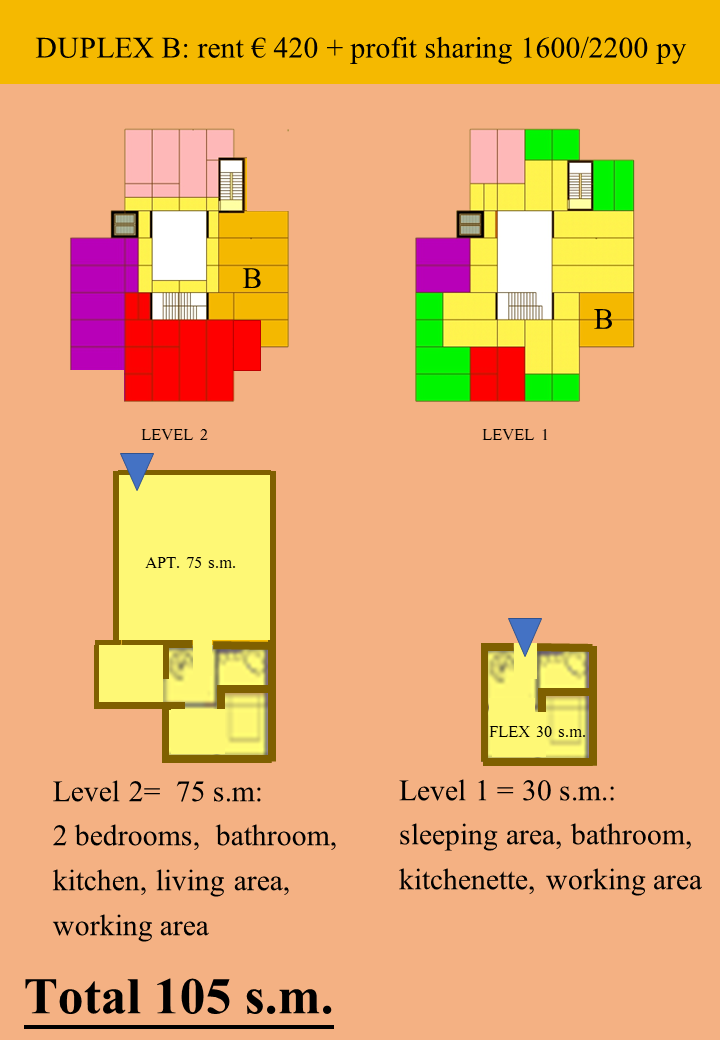 DUPLEX B: rent € 420 + profit sharing 1600/2200 py
B
B
LEVEL 2
LEVEL 1
APT. 75 s.m.
FLEX 30 s.m.
Level 2= 75 s.m:
2 bedrooms, bathroom,
kitchen, living area,
working area
Level 1 = 30 s.m.:
sleeping area, bathroom,
kitchenette, working area
Total 105 s.m.